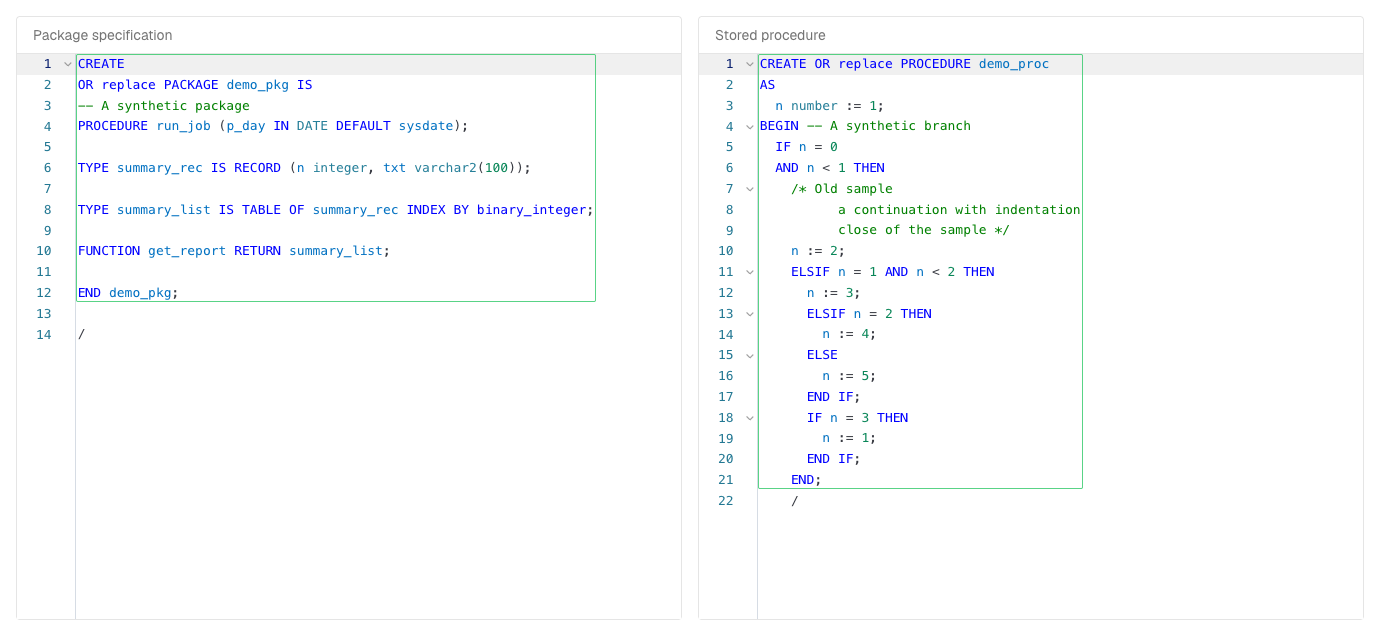 Package specification
1 CREATE
2 OR replace PACKAGE demo_pkg IS
3 -- A synthetic package
4 PROCEDURE run_job (p_day IN DATE DEFAULT sysdate);
5
6 TYPE summary_rec IS RECORD (n integer, txt varchar2(100));
7
8 TYPE summary_list IS TABLE OF summary_rec INDEX BY binary_integer;
9
10 FUNCTION get_report RETURN summary_list;
11
12 END demo_pkg;
13
14 /
Stored procedure
1 CREATE OR replace PROCEDURE demo_proc
2 AS
3   n number := 1;
4 BEGIN -- A synthetic branch
5   IF n = 0
6   AND n < 1 THEN
7     /* Old sample
8           a continuation with indentation
9           close of the sample */
10     n := 2;
11     ELSIF n = 1 AND n < 2 THEN
12       n := 3;
13       ELSIF n = 2 THEN
14         n := 4;
15       ELSE
16         n := 5;
17       END IF;
18       IF n = 3 THEN
19         n := 1;
20       END IF;
21     END;
22     /